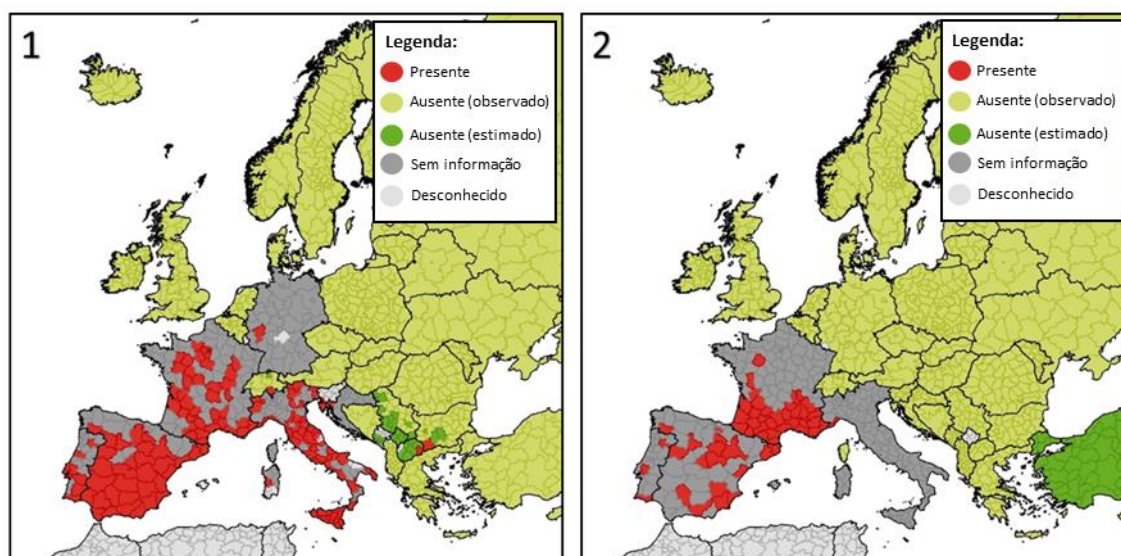 1
Legenda:
Presente
Ausente (observado)
Ausente (estimado)
Sem informação
Desconhecido
2
Legenda:
Presente
Ausente (observado)
Ausente (estimado)
Sem informação
Desconhecido